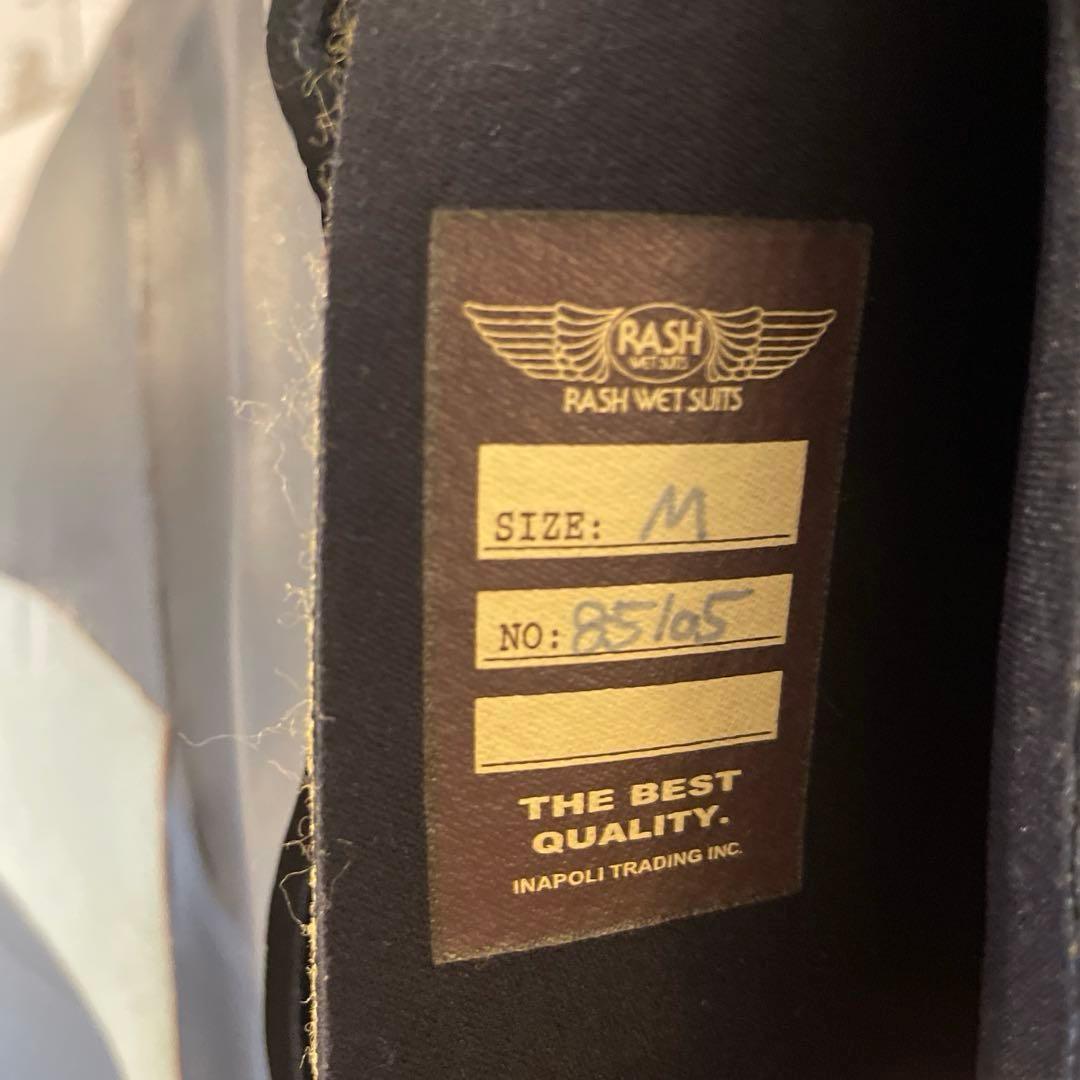 RASH
WET SUITS
RASH WET SUITS
SIZE: M
NO: 85105
THE BEST
QUALITY.
INAPOLI TRADING INC.